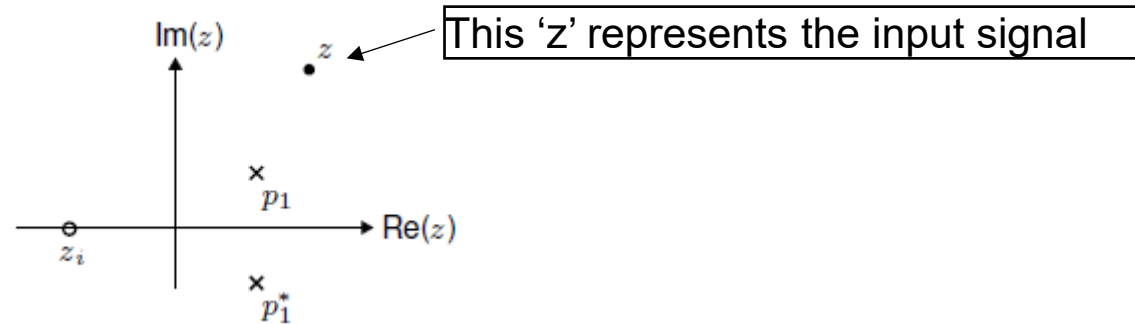 Im(z)
This ‘z’ represents the input signal
z
p₁
Re(z)
zᵢ
p₁*